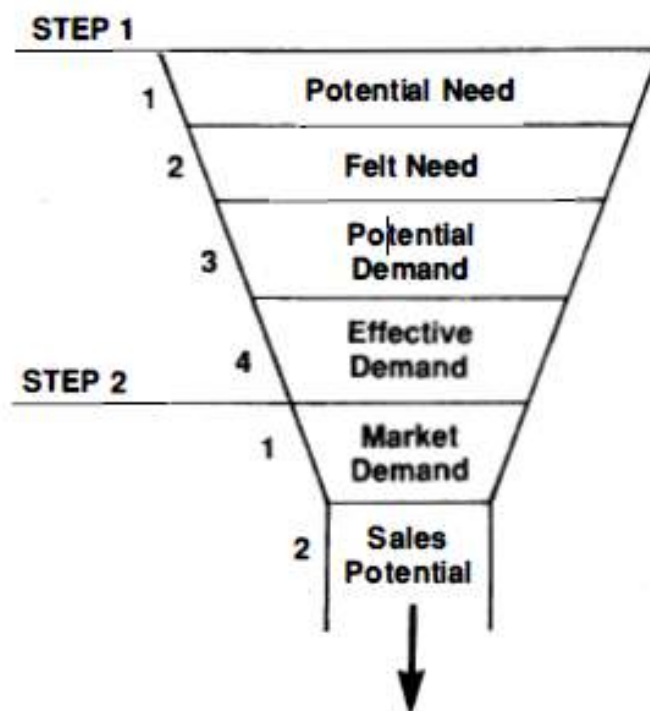 STEP 1
1 Potential Need
2 Felt Need
Potential
3
Demand
Effective
4 Demand
STEP 2
Market
1 Demand
2 Sales
Potential